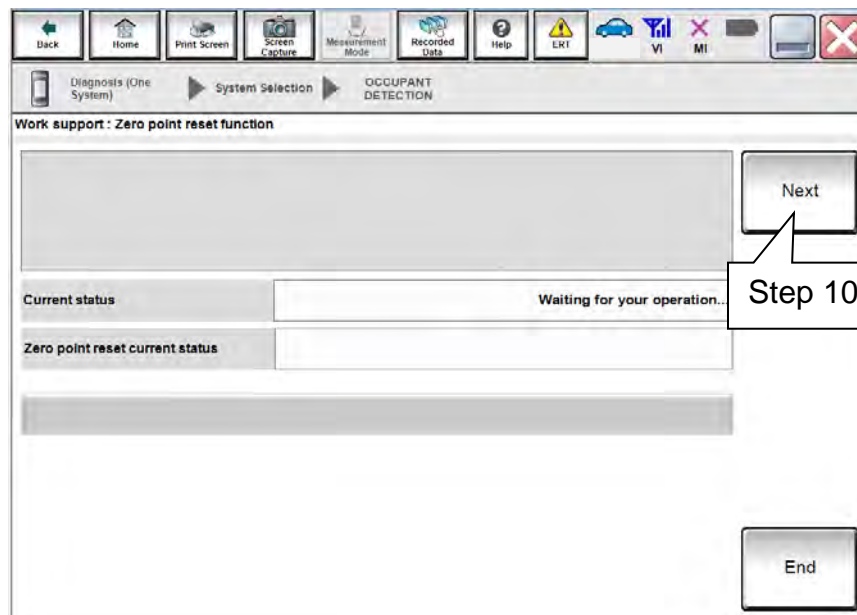 Back
Home
Print Screen
Screen
Capture
Measurement
Mode
Recorded
Data
Help
ERT
VI
MI
Diagnosis (One
System)
System Selection
OCCUPANT
DETECTION
Work support : Zero point reset function
Next
Step 10
Current status
Waiting for your operation...
Zero point reset current status
End